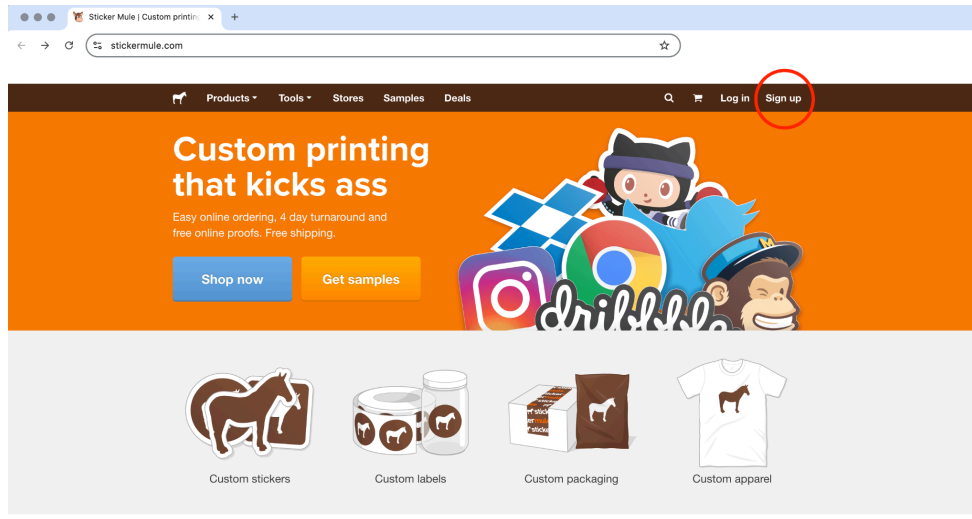 Sticker Mule | Custom printing
stickermule.com
Products Tools Stores Samples Deals Log in Sign up
Custom printing
that kicks ass
Easy online ordering, 4 day turnaround and
free online proofs. Free shipping.
Shop now Get samples
dribbble
M
Custom stickers Custom labels Custom packaging Custom apparel